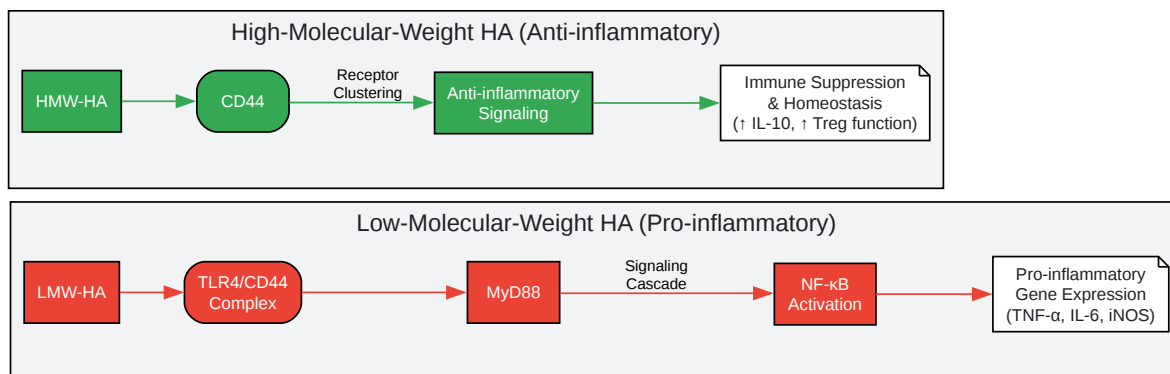 High-Molecular-Weight HA (Anti-inflammatory)
HMW-HA
CD44
Receptor
Clustering
Anti-inflammatory
Signaling
Immune Suppression
& Homeostasis
(↑ IL-10, ↑ Treg function)
Low-Molecular-Weight HA (Pro-inflammatory)
LMW-HA
TLR4/CD44
Complex
MyD88
Signaling
Cascade
NF-κB
Activation
Pro-inflammatory
Gene Expression
(TNF-α, IL-6, iNOS)